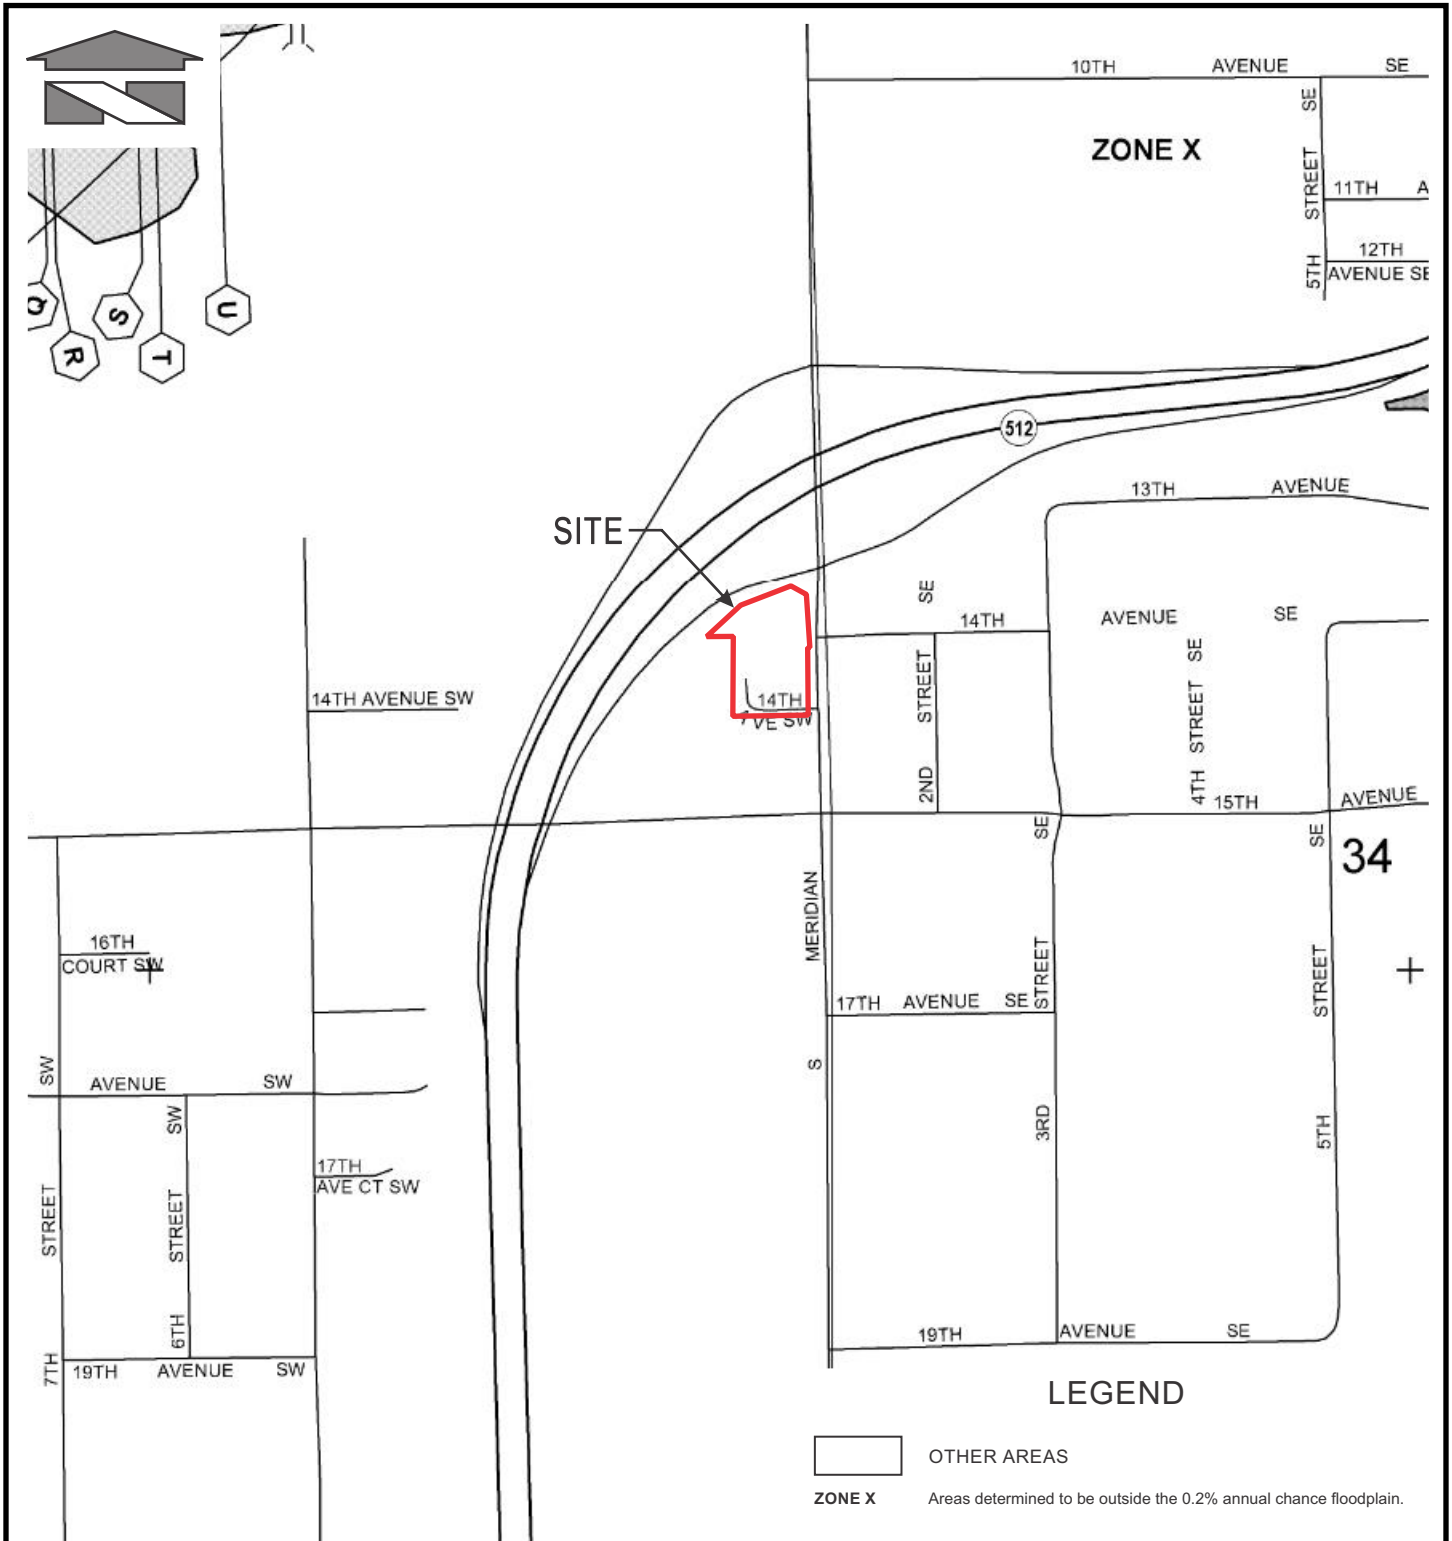 10TH AVENUE SE
ZONE X
STREET SE
5TH
11TH A
12TH
AVENUE SE
Q
R
S
T
U
512
13TH AVENUE
SITE
SE
14TH AVENUE SE
14TH AVENUE SW
14TH
VE SW
2ND STREET
4TH STREET SE
15TH AVENUE
34
MERIDIAN
S
SE
STREET
3RD
SE
STREET
5TH
16TH
COURT SW
17TH AVENUE SE
SW
STREET
7TH
AVENUE SW
SW
STREET
6TH
17TH
AVE CT SW
19TH AVENUE SW
19TH AVENUE SE
LEGEND
OTHER AREAS
ZONE X Areas determined to be outside the 0.2% annual chance floodplain.